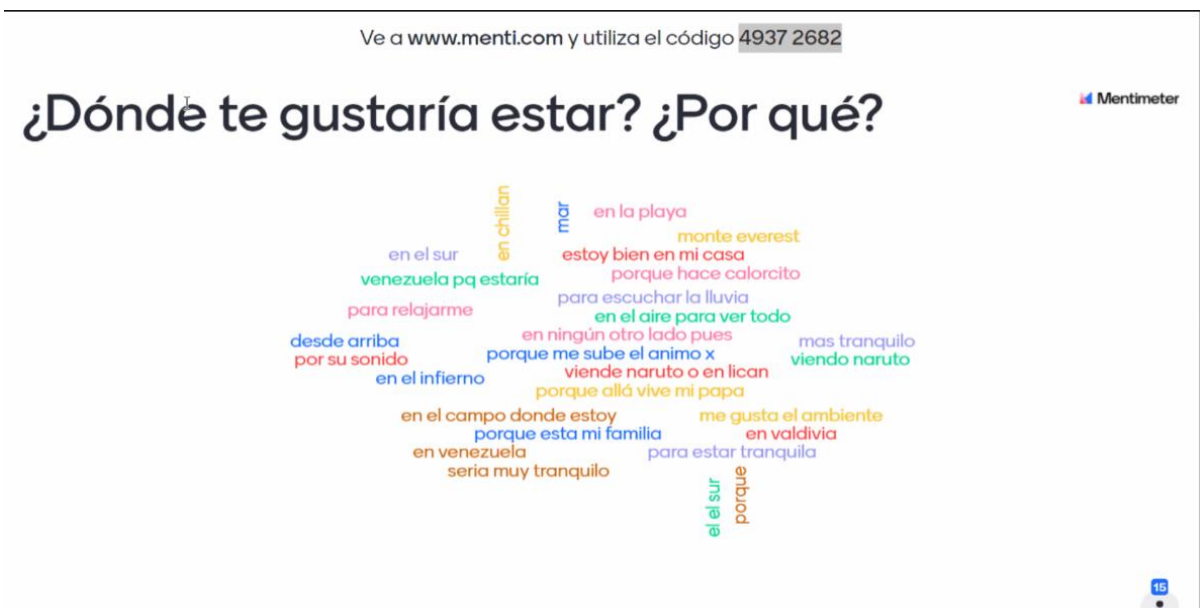 Ve a www.menti.com y utiliza el código 4937 2682
¿Dónde te gustaría estar? ¿Por qué?
Mentimeter
en chillan
mar
en la playa
monte everest
en el sur
estoy bien en mi casa
porque hace calorcito
venezuela pq estaría
para escuchar la lluvia
para relajarme
en el aire para ver todo
en ningún otro lado pues
desde arriba
mas tranquilo
porque me sube el animo x
por su sonido
viendo naruto
viende naruto o en lican
en el infierno
porque allá vive mi papa
en el campo donde estoy
me gusta el ambiente
porque esta mi familia
en valdivia
en venezuela
para estar tranquila
seria muy tranquilo
el el sur
porque
15